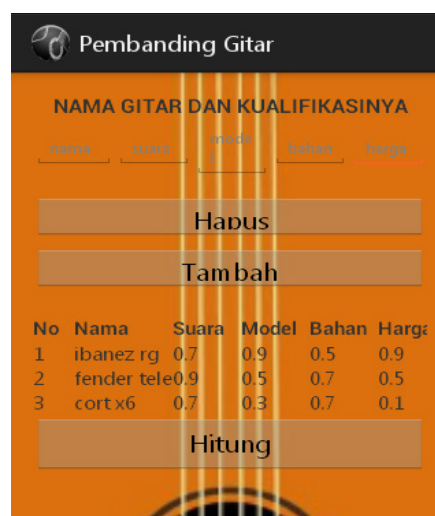 Pembanding Gitar
NAMA GITAR DAN KUALIFIKASINYA
nama suara mode l bahan harga
Hapus
Tambah
No Nama Suara Model Bahan Harga
1 ibanez rg 0.7 0.9 0.5 0.9
2 fender tele 0.9 0.5 0.7 0.5
3 cort x6 0.7 0.3 0.7 0.1
Hitung